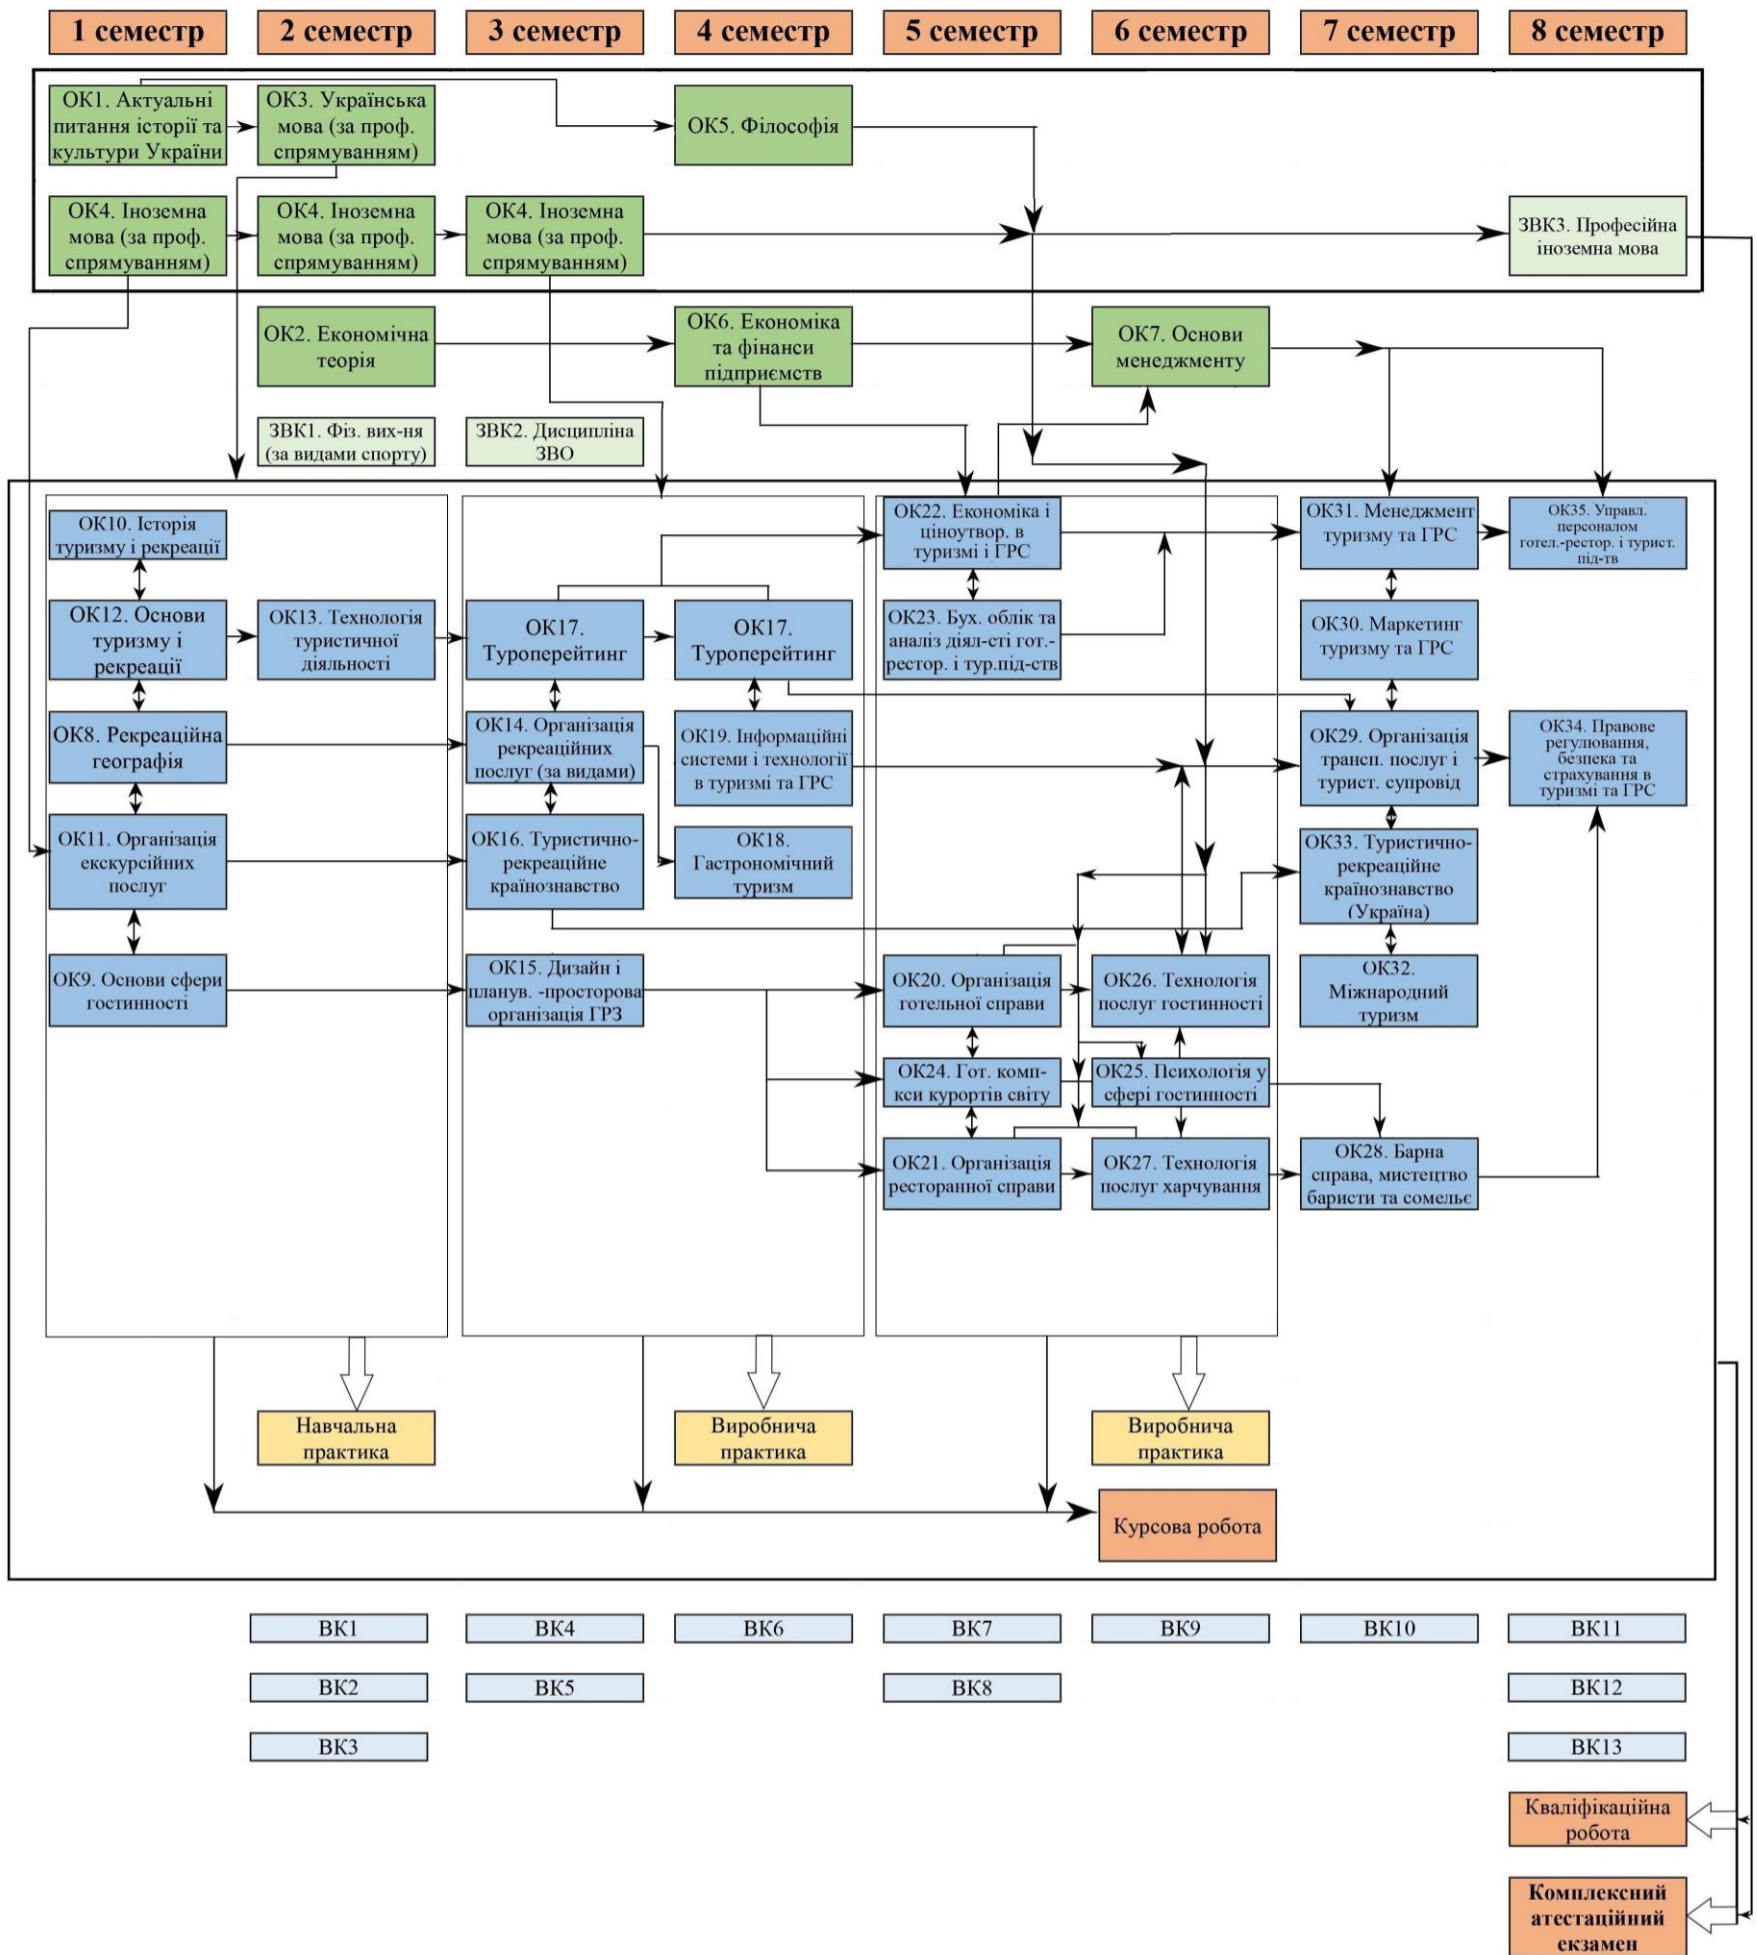 1 семестр
2 семестр
3 семестр
4 семестр
5 семестр
6 семестр
7 семестр
8 семестр
ОК1. Актуальні
питання історії та
культури України
ОК3. Українська
мова (за проф.
спрямуванням)
ОК5. Філософія
ОК4. Іноземна
мова (за проф.
спрямуванням)
ОК4. Іноземна
мова (за проф.
спрямуванням)
ОК4. Іноземна
мова (за проф.
спрямуванням)
ЗВК3. Професійна
іноземна мова
ОК2. Економічна
теорія
ОК6. Економіка
та фінанси
підприємств
ОК7. Основи
менеджменту
ЗВК1. Фіз. вих-ня
(за видами спорту)
ЗВК2. Дисципліна
ЗВО
ОК10. Історія
туризму і рекреації
ОК22. Економіка і
ціноутвор. в
туризмі і ГРС
ОК31. Менеджмент
туризму та ГРС
ОК35. Управл.
персоналом
готел.-рестор. і турист.
під-тв
ОК12. Основи
туризму і
рекреації
ОК13. Технологія
туристичної
діяльності
ОК17.
Туроперейтинг
ОК17.
Туроперейтинг
ОК23. Бух. облік та
аналіз діял-сті гот.-
рестор. і тур.під-ств
ОК30. Маркетинг
туризму та ГРС
ОК8. Рекреаційна
географія
ОК14. Організація
рекреаційних
послуг (за видами)
ОК19. Інформаційні
системи і технології
в туризмі та ГРС
ОК29. Організація
трансп. послуг і
турист. супровід
ОК34. Правове
регулювання,
безпека та
страхування в
туризмі та ГРС
ОК11. Організація
екскурсійних
послуг
ОК16. Туристично-
рекреаційне
країнознавство
ОК18.
Гастрономічний
туризм
ОК33. Туристично-
рекреаційне
країнознавство
(Україна)
ОК9. Основи сфери
гостинності
ОК15. Дизайн і
планув. -просторова
організація ГРЗ
ОК20. Організація
готельної справи
ОК26. Технологія
послуг гостинності
ОК32.
Міжнародний
туризм
ОК24. Гот. комп-
кси курортів світу
ОК25. Психологія у
сфері гостинності
ОК21. Організація
ресторанної справи
ОК27. Технологія
послуг харчування
ОК28. Барна
справа, мистецтво
баристи та сомельє
Навчальна
практика
Виробнича
практика
Виробнича
практика
Курсова робота
ВК1
ВК4
ВК6
ВК7
ВК9
ВК10
ВК11
ВК2
ВК5
ВК8
ВК12
ВК3
ВК13
Кваліфікаційна
робота
Комплексний
атестаційний
екзамен